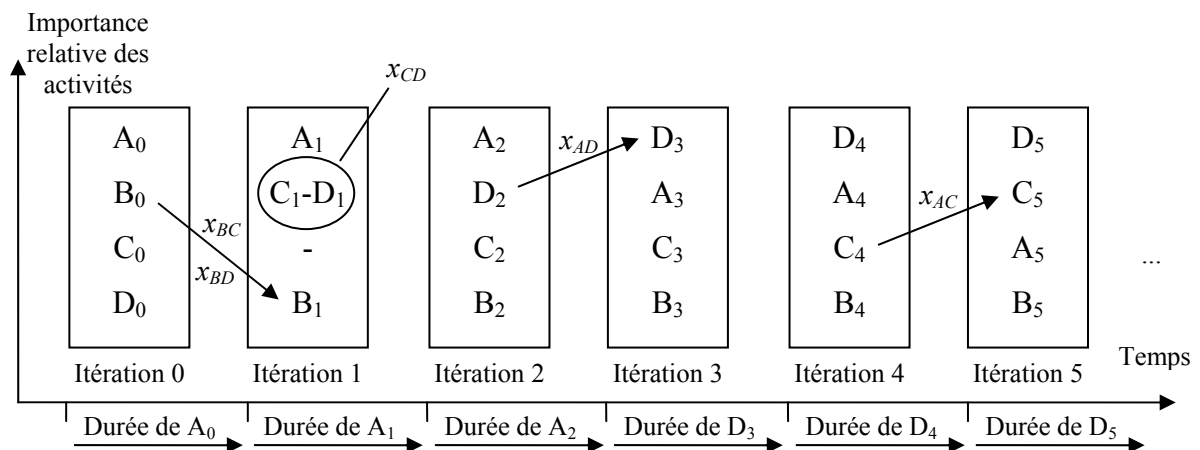 Importance
relative des
activités
x_CD
A₀ A₁ A₂ x_AD D₃ D₄ D₅
B₀ C₁-D₁ D₂ A₃ A₄ x_AC C₅
x_BC
C₀ - C₂ C₃ C₄ A₅ ...
x_BD
D₀ B₁ B₂ B₃ B₄ B₅
Temps
Itération 0 Itération 1 Itération 2 Itération 3 Itération 4 Itération 5
Durée de A₀ Durée de A₁ Durée de A₂ Durée de D₃ Durée de D₄ Durée de D₅